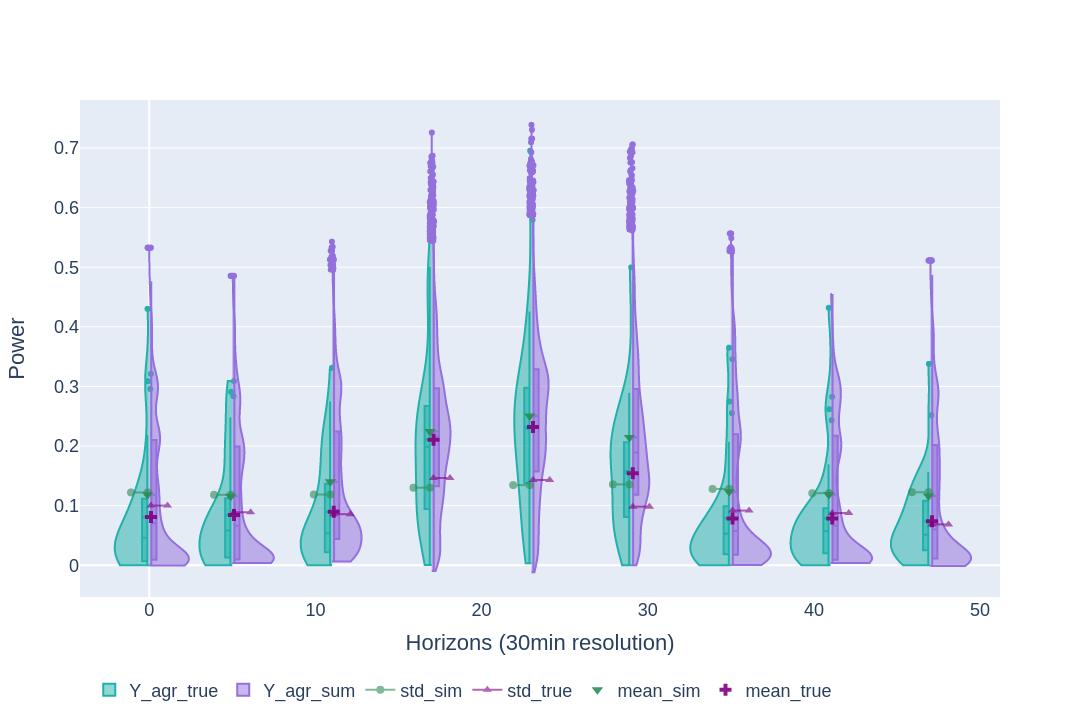 0.7
0.6
0.5
0.4
0.3
0.2
0.1
0
Power
0 10 20 30 40 50
Horizons (30min resolution)
Y_agr_true Y_agr_sum std_sim std_true mean_sim mean_true